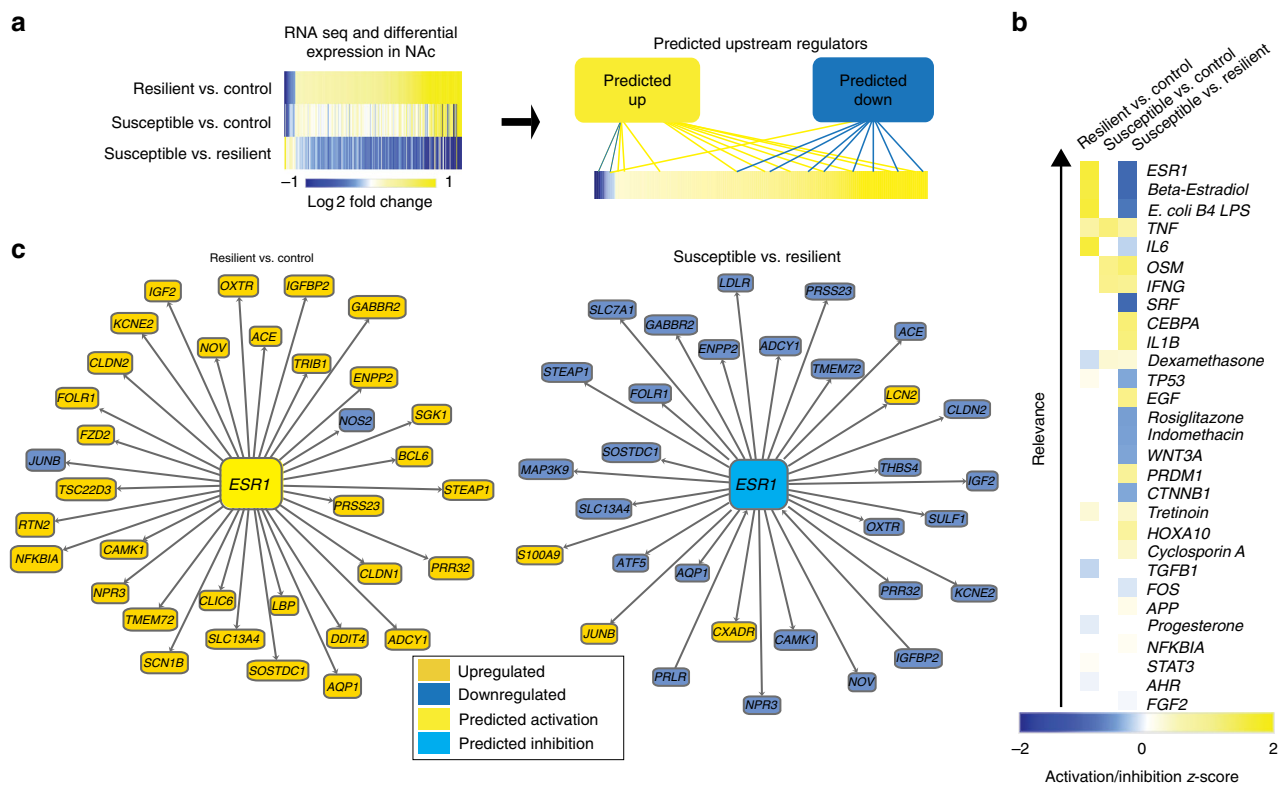 a
RNA seq and differential
expression in NAc
Resilient vs. control
Susceptible vs. control
Susceptible vs. resilient
−1
1
Log 2 fold change
Predicted upstream regulators
Predicted
up
Predicted
down
b
Resilient vs. control
Susceptible vs. control
Susceptible vs. resilient
Relevance
ESR1
Beta-Estradiol
E. coli B4 LPS
TNF
IL6
OSM
IFNG
SRF
CEBPA
IL1B
Dexamethasone
TP53
EGF
Rosiglitazone
Indomethacin
WNT3A
PRDM1
CTNNB1
Tretinoin
HOXA10
Cyclosporin A
TGFB1
FOS
APP
Progesterone
NFKBIA
STAT3
AHR
FGF2
−2
0
2
Activation/inhibition z-score
c
Resilient vs. control
IGF2
OXTR
IGFBP2
GABBR2
KCNE2
NOV
ACE
CLDN2
TRIB1
ENPP2
FOLR1
NOS2
SGK1
FZD2
BCL6
JUNB
ESR1
TSC22D3
STEAP1
PRSS23
RTN2
NFKBIA
CAMK1
CLDN1
PRR32
NPR3
CLIC6
LBP
TMEM72
SLC13A4
DDIT4
ADCY1
SCN1B
SOSTDC1
AQP1
Susceptible vs. resilient
LDLR
PRSS23
SLC7A1
GABBR2
ACE
ENPP2
ADCY1
STEAP1
TMEM72
FOLR1
LCN2
CLDN2
SOSTDC1
MAP3K9
THBS4
IGF2
ESR1
SLC13A4
SULF1
OXTR
S100A9
ATF5
AQP1
PRR32
KCNE2
JUNB
CXADR
CAMK1
IGFBP2
PRLR
NOV
NPR3
Upregulated
Downregulated
Predicted activation
Predicted inhibition